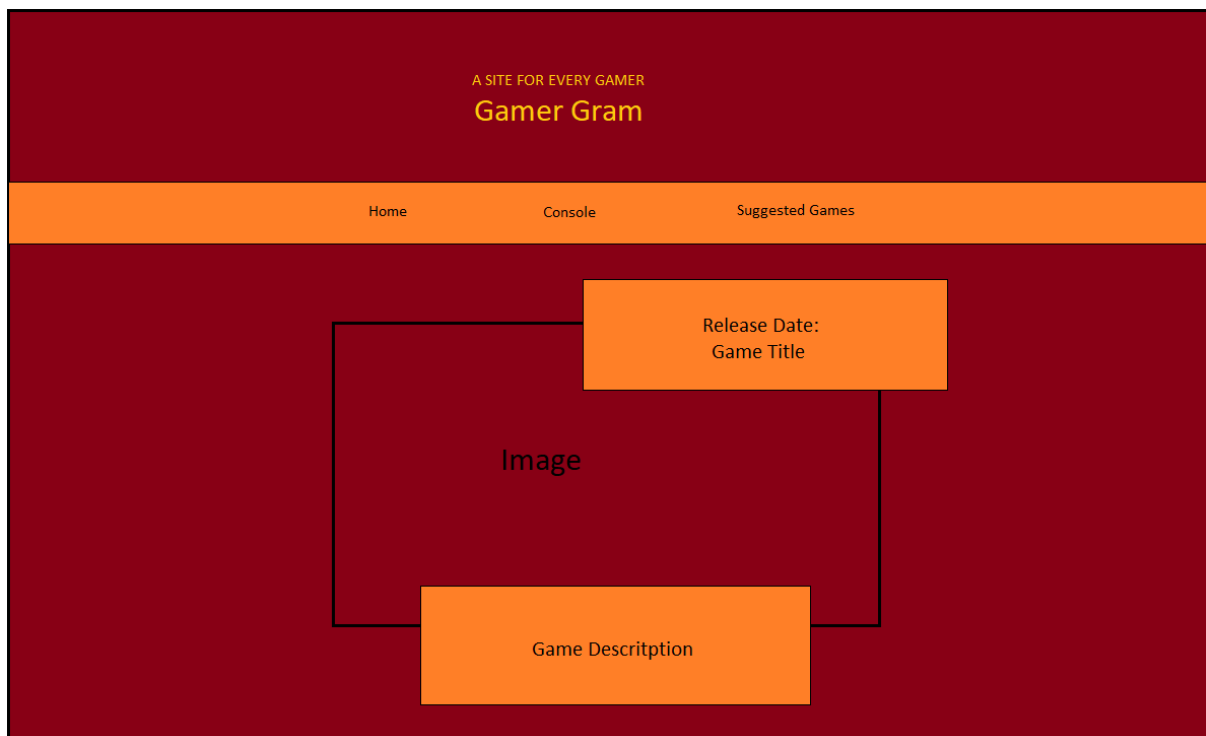 A SITE FOR EVERY GAMER
Gamer Gram
Home Console Suggested Games
Release Date:
Game Title
Image
Game Descritption